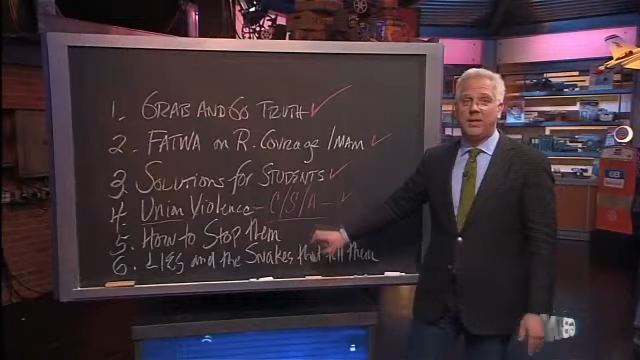 1. GRAB AND GO TRUTH ✓
2. FATWA on R. Courage / IMAM ✓
3. Solutions for STUDENTS ✓
4. Union Violence - C/S/A - ✓
5. How to Stop Them
6. LIES and the Snakes that tell them